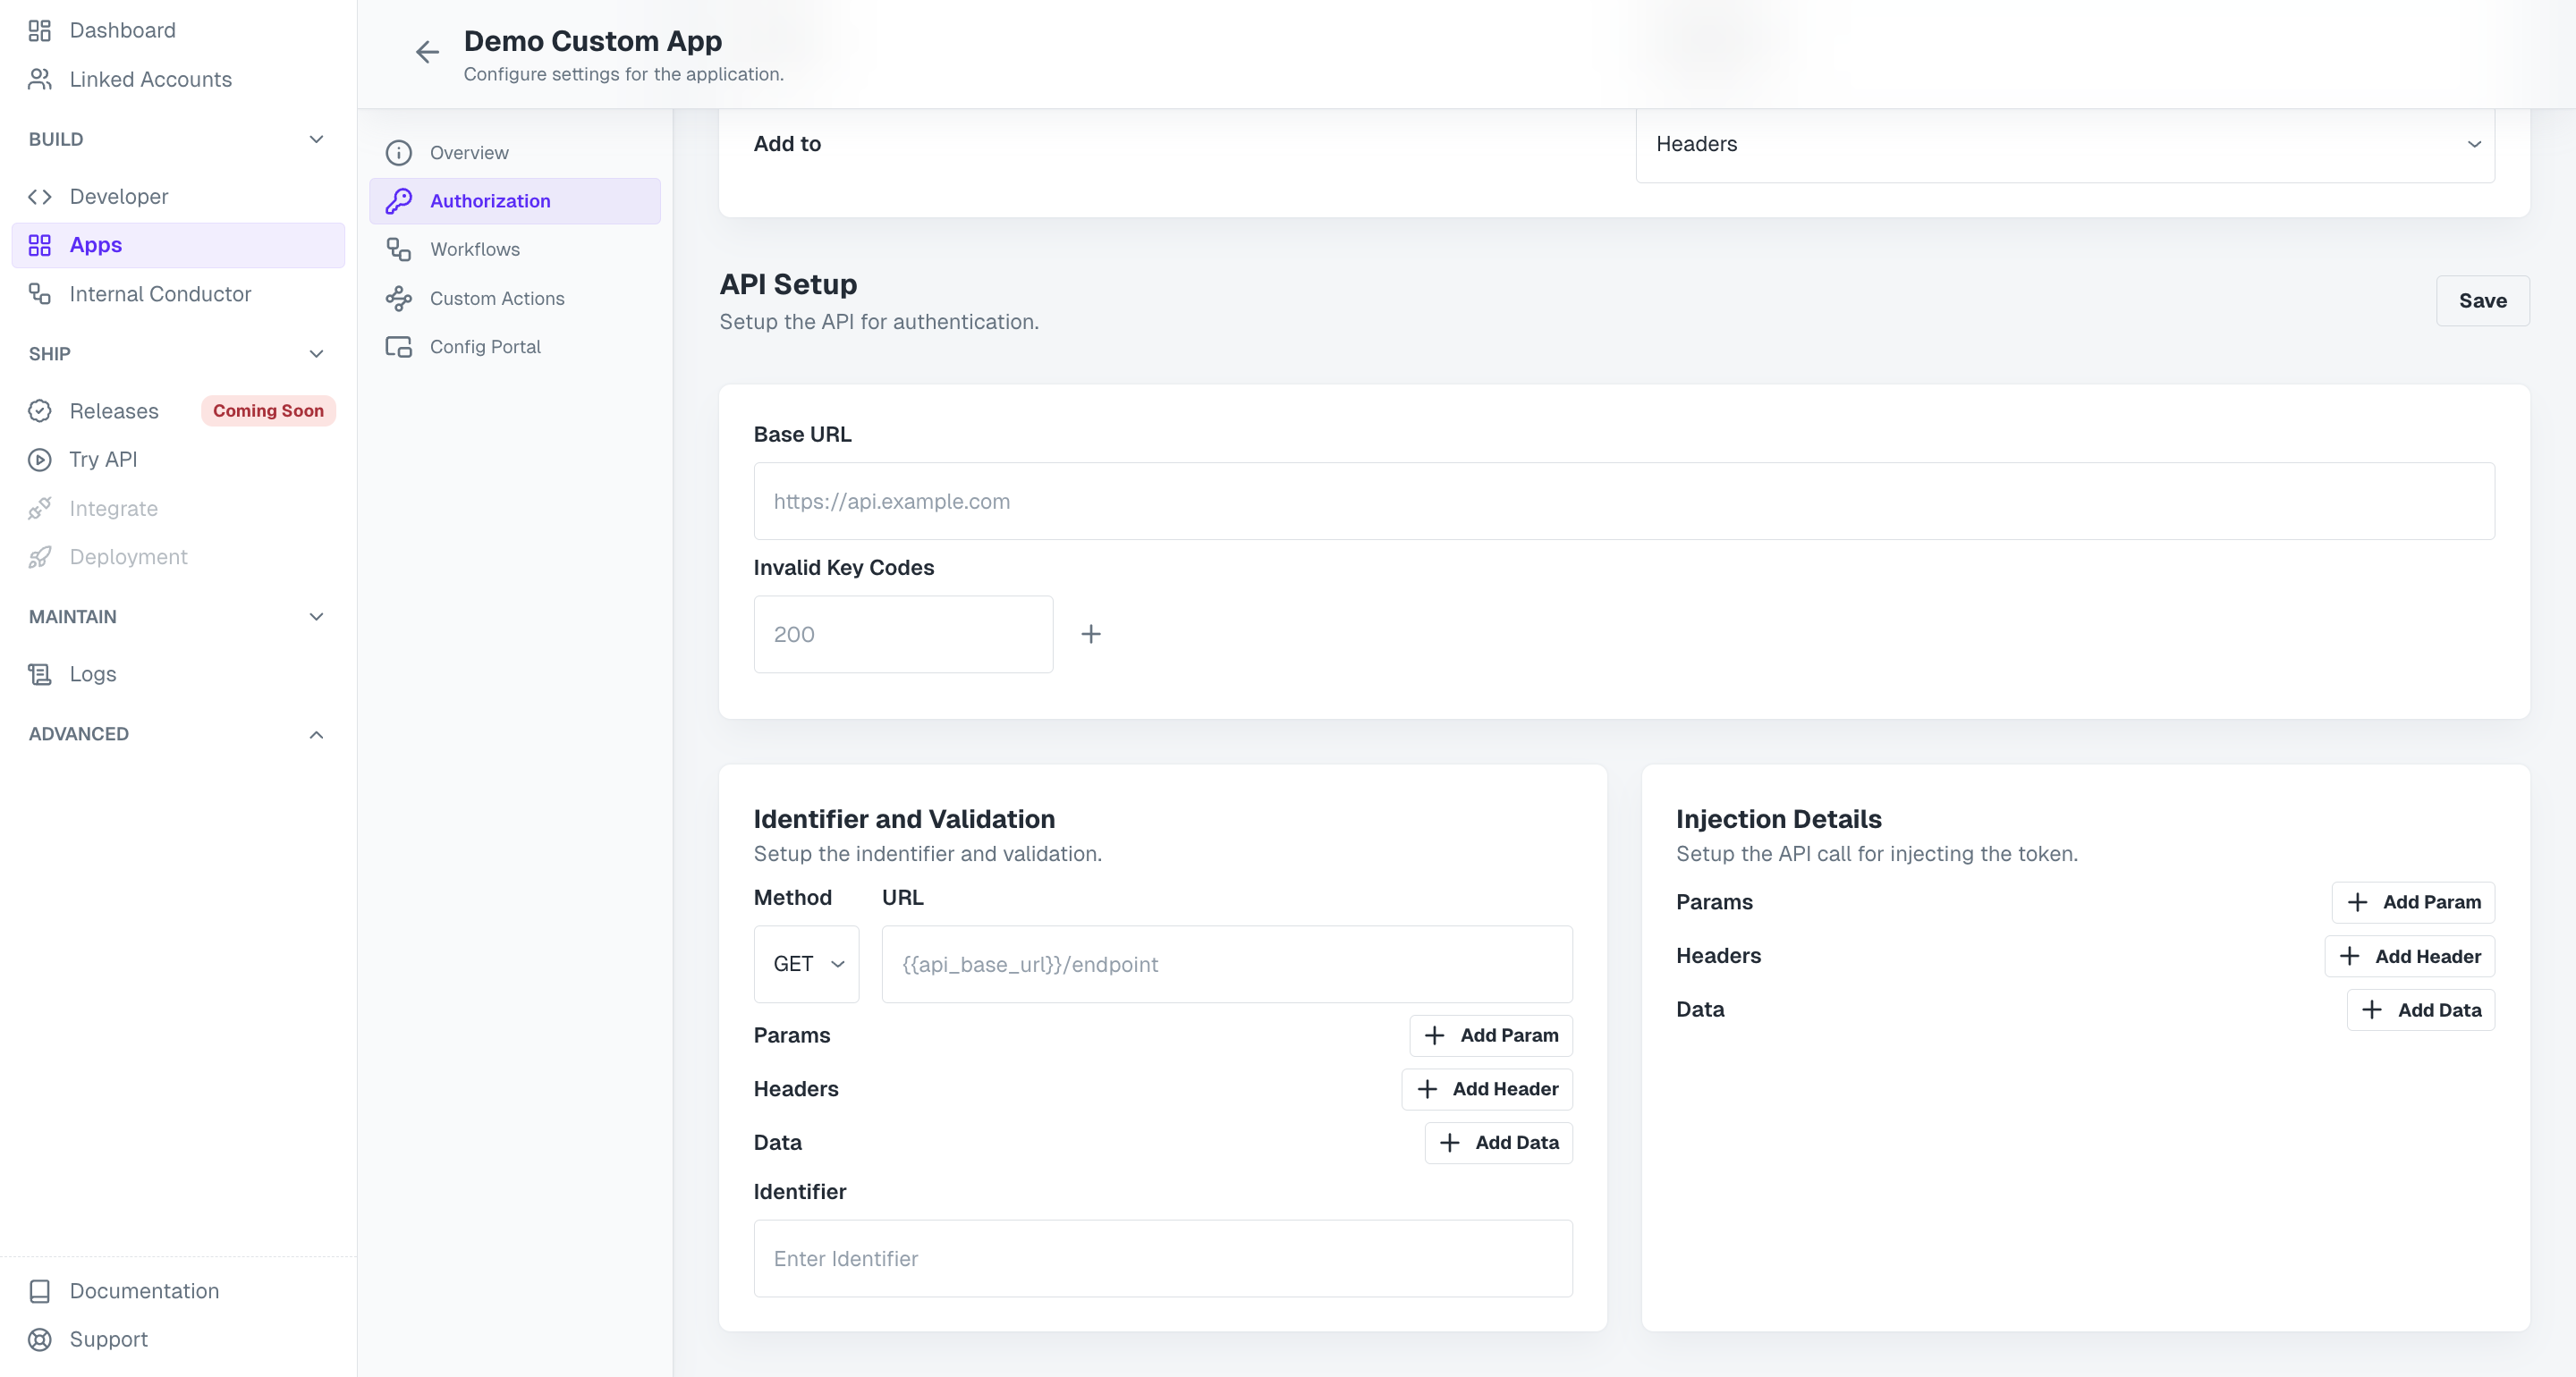 Dashboard
Linked Accounts
BUILD
Developer
Apps
Internal Conductor
SHIP
Releases
Coming Soon
Try API
Integrate
Deployment
MAINTAIN
Logs
ADVANCED
Documentation
Support
Demo Custom App
Configure settings for the application.
Overview
Authorization
Workflows
Custom Actions
Config Portal
Add to
Headers
API Setup
Setup the API for authentication.
Save
Base URL
https://api.example.com
Invalid Key Codes
200
Identifier and Validation
Setup the indentifier and validation.
Method
URL
GET
{{api_base_url}}/endpoint
Params
Add Param
Headers
Add Header
Data
Add Data
Identifier
Enter Identifier
Injection Details
Setup the API call for injecting the token.
Params
Add Param
Headers
Add Header
Data
Add Data